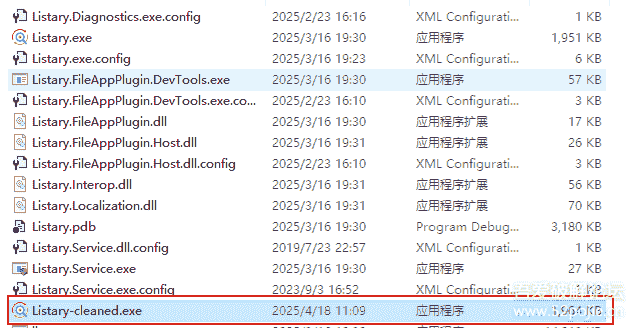 Listary.Diagnostics.exe.config 2025/2/23 16:16 XML Configurati... 1 KB
Listary.exe 2025/3/16 19:30 应用程序 1,951 KB
Listary.exe.config 2025/3/16 19:23 XML Configurati... 6 KB
Listary.FileAppPlugin.DevTools.exe 2025/3/16 19:30 应用程序 57 KB
Listary.FileAppPlugin.DevTools.exe.co... 2025/2/23 16:10 XML Configurati... 3 KB
Listary.FileAppPlugin.dll 2025/3/16 19:30 应用程序扩展 17 KB
Listary.FileAppPlugin.Host.dll 2025/3/16 19:31 应用程序扩展 26 KB
Listary.FileAppPlugin.Host.dll.config 2025/2/23 16:10 XML Configurati... 3 KB
Listary.Interop.dll 2025/3/16 19:31 应用程序扩展 56 KB
Listary.Localization.dll 2025/3/16 19:31 应用程序扩展 70 KB
Listary.pdb 2025/3/16 19:30 Program Debug... 3,180 KB
Listary.Service.dll.config 2019/7/23 22:57 XML Configurati... 1 KB
Listary.Service.exe 2025/3/16 19:30 应用程序 27 KB
Listary.Service.exe.config 2023/9/3 16:52 XML Configurati... KB
Listary-cleaned.exe 2025/4/18 11:09 应用程序 KB